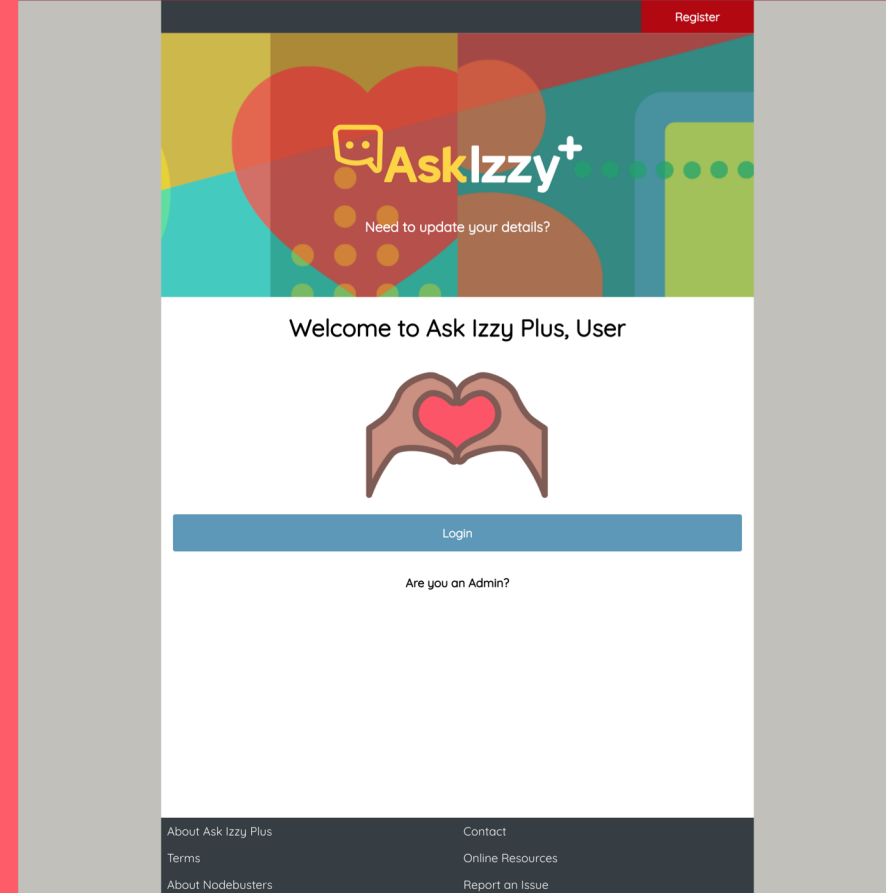 Register
AskIzzy+
Need to update your details?
Welcome to Ask Izzy Plus, User
Login
Are you an Admin?
About Ask Izzy Plus
Contact
Terms
Online Resources
About Nodebusters
Report an Issue